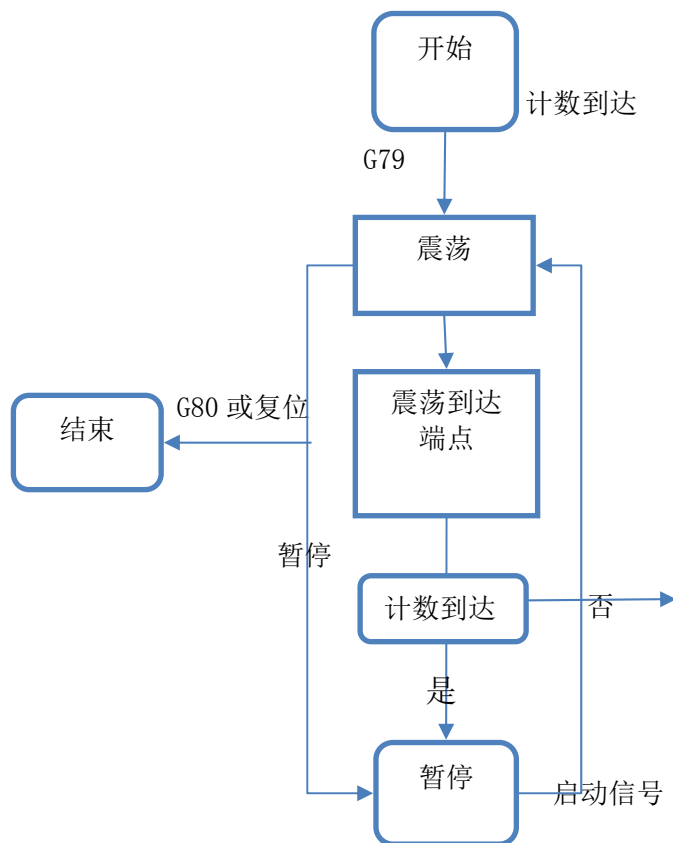 开始
计数到达
G79
震荡
震荡到达
端点
G80 或复位
结束
暂停
计数到达
否
是
暂停
启动信号